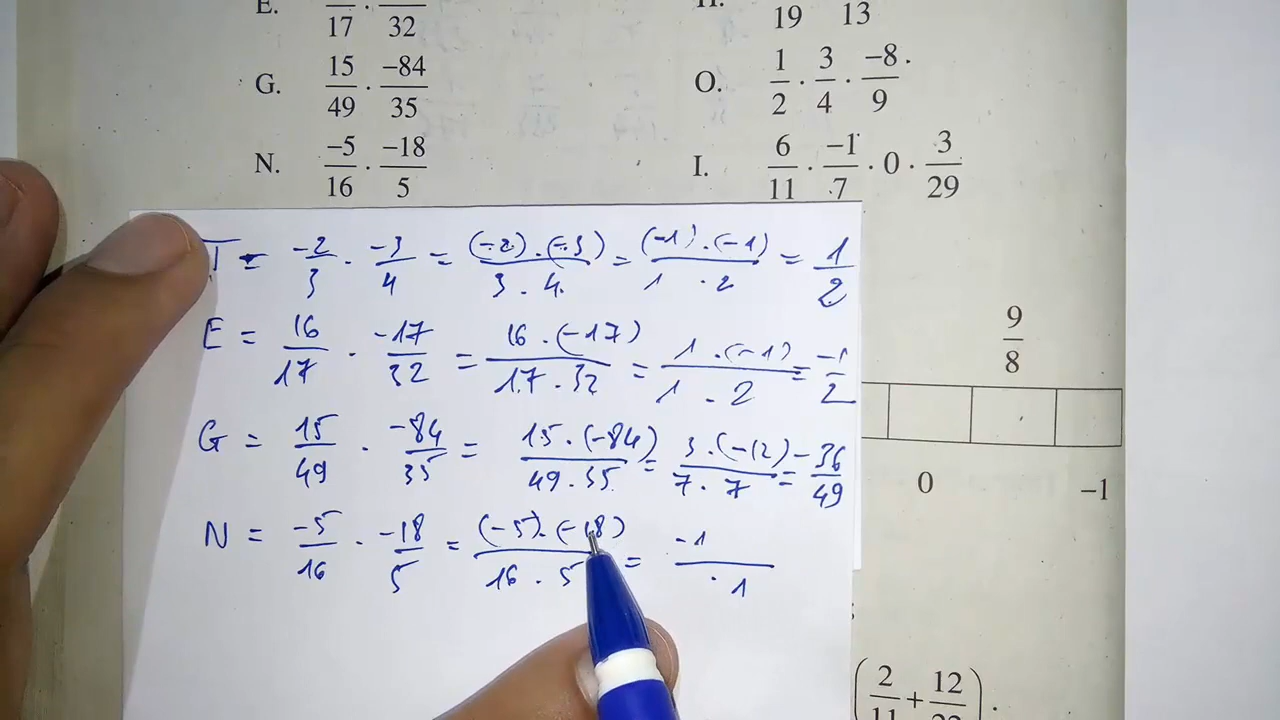 E. /17 · /32
H. /19 /13
G. 15/49 · −84/35
O. 1/2 · 3/4 · −8/9
N. −5/16 · −18/5
I. 6/11 · −1/7 · 0 · 3/29
T = -2/3 · -3/4 = (-2) · (-3)/3 · 4 = (-1) · (-1)/1 · 2 = 1/2
E = 16/17 · -17/32 = 16 · (-17)/17 · 32 = 1 · (-1)/1 · 2 = -1/2
G = 15/49 · -84/35 = 15 · (-84)/49 · 35 = 3 · (-12)/7 · 7 = -36/49
N = -5/16 · -18/5 = (-5) · (-18)/16 · 5 = -1/ · 1
9/8
0
−1
(2/11 + 12/) ·